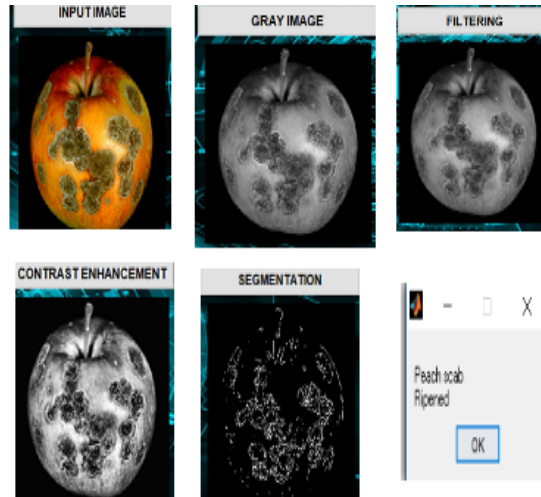 INPUT IMAGE
GRAY IMAGE
FILTERING
CONTRAST ENHANCEMENT
SEGMENTATION
Peach scab
Ripened
OK